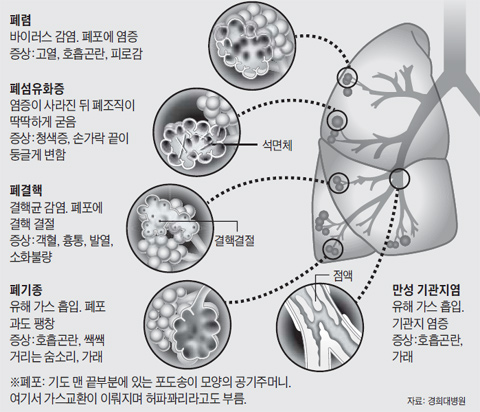 폐렴
바이러스 감염. 폐포에 염증
증상:고열, 호흡곤란, 피로감
폐섬유화증
염증이 사라진 뒤 폐조직이
딱딱하게 굳음
증상:청색증, 손가락 끝이
둥글게 변함
석면체
폐결핵
결핵균 감염. 폐포에
결핵 결절
증상:객혈, 흉통, 발열,
소화불량
결핵결절
폐기종
유해 가스 흡입. 폐포
과도 팽창
증상:호흡곤란, 쌕쌕
거리는 숨소리, 가래
점액
만성 기관지염
유해 가스 흡입.
기관지 염증
증상:호흡곤란,
가래
※폐포: 기도 맨 끝부분에 있는 포도송이 모양의 공기주머니.
여기서 가스교환이 이뤄지며 허파꽈리라고도 부름.
자료: 경희대병원